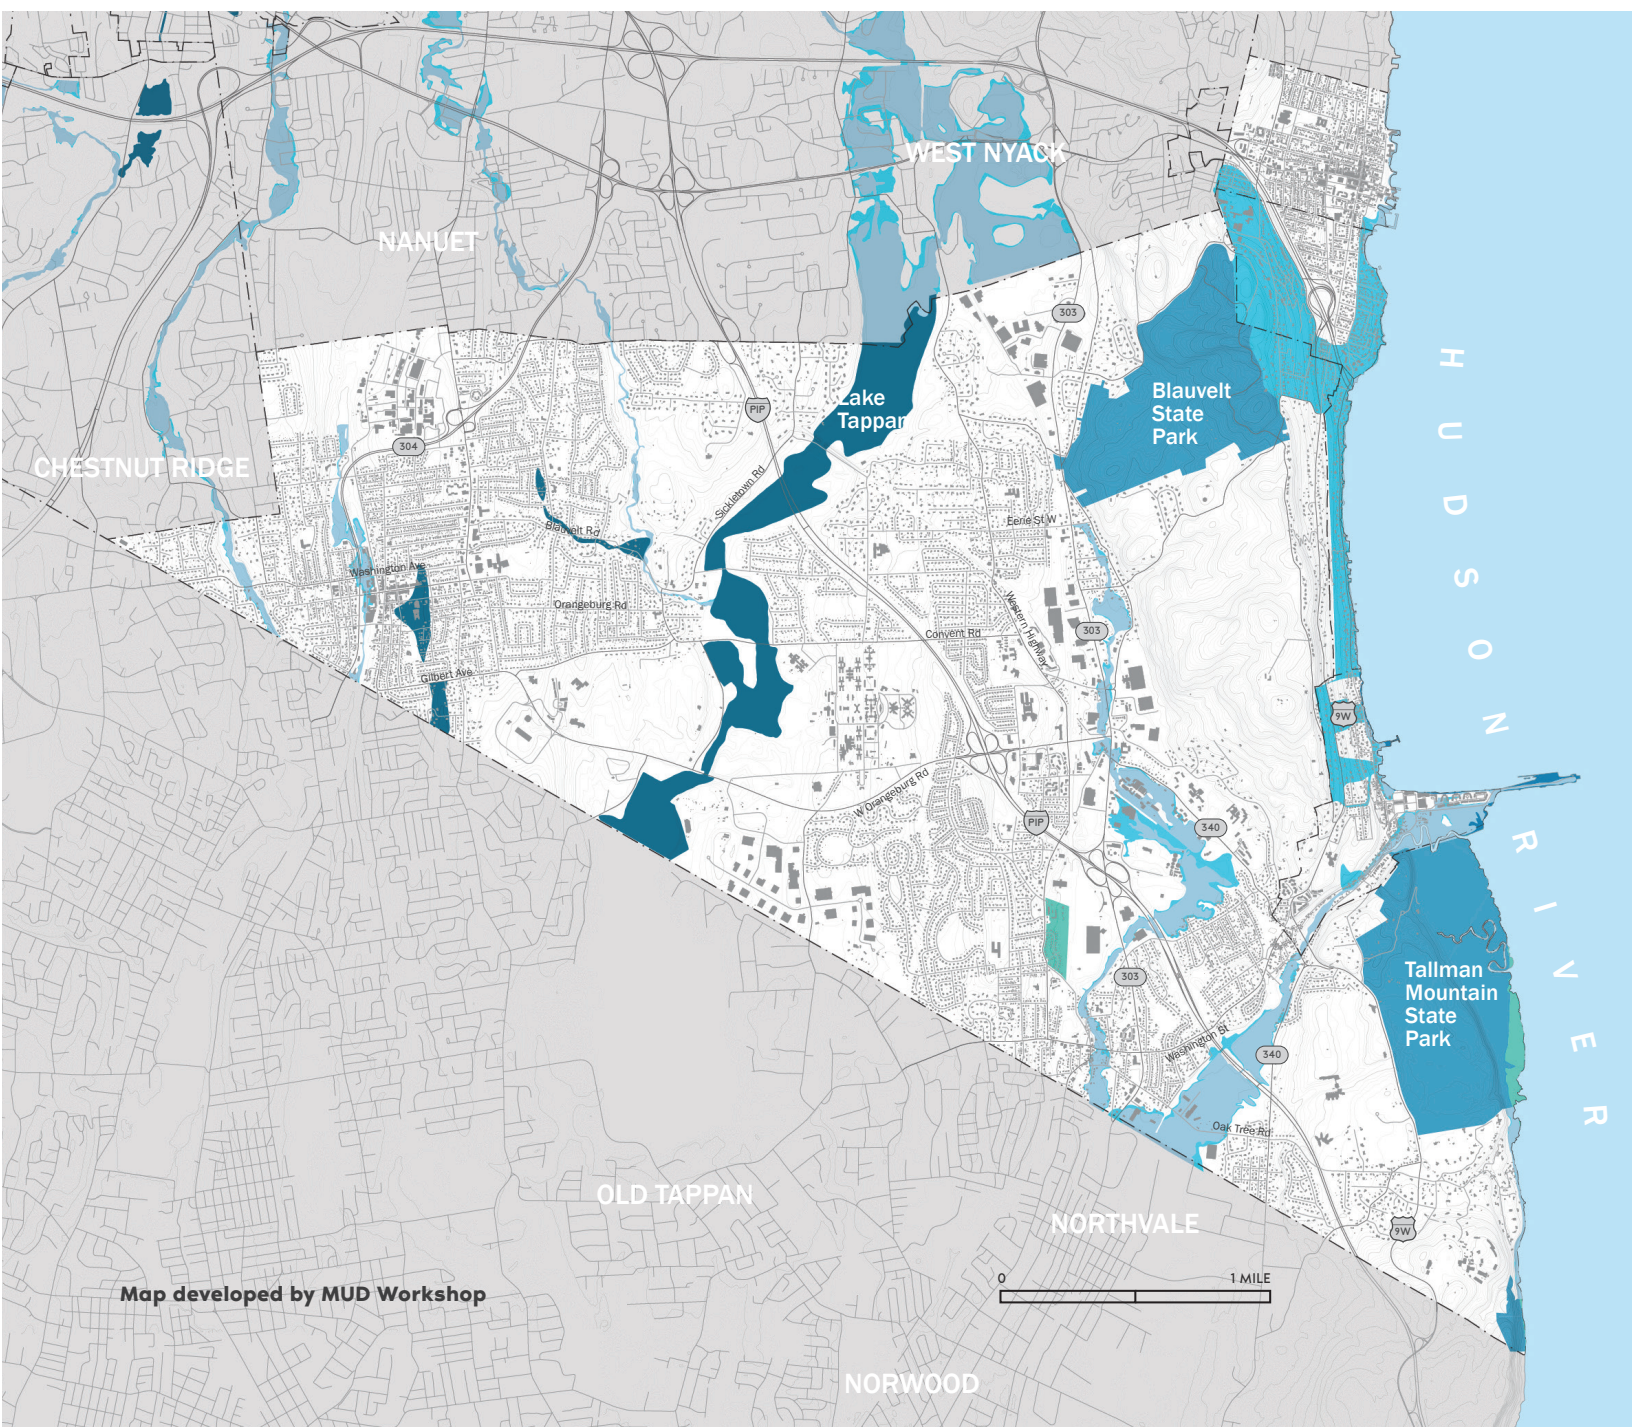 WEST NYACK
NANUET
303
HUDSON RIVER
Lake
Tappan
Blauvelt
State
Park
PIP
304
CHESTNUT RIDGE
Sickletown Rd
Blauvelt Rd
Eerie St W
Washington Ave
Orangeburg Rd
Western Highway
303
Convent Rd
Gilbert Ave
9W
W Orangeburg Rd
PIP
340
Tallman
Mountain
State
Park
303
Washington St
340
Oak Tree Rd
OLD TAPPAN
NORTHVALE
9W
0 1 MILE
Map developed by MUD Workshop
NORWOOD